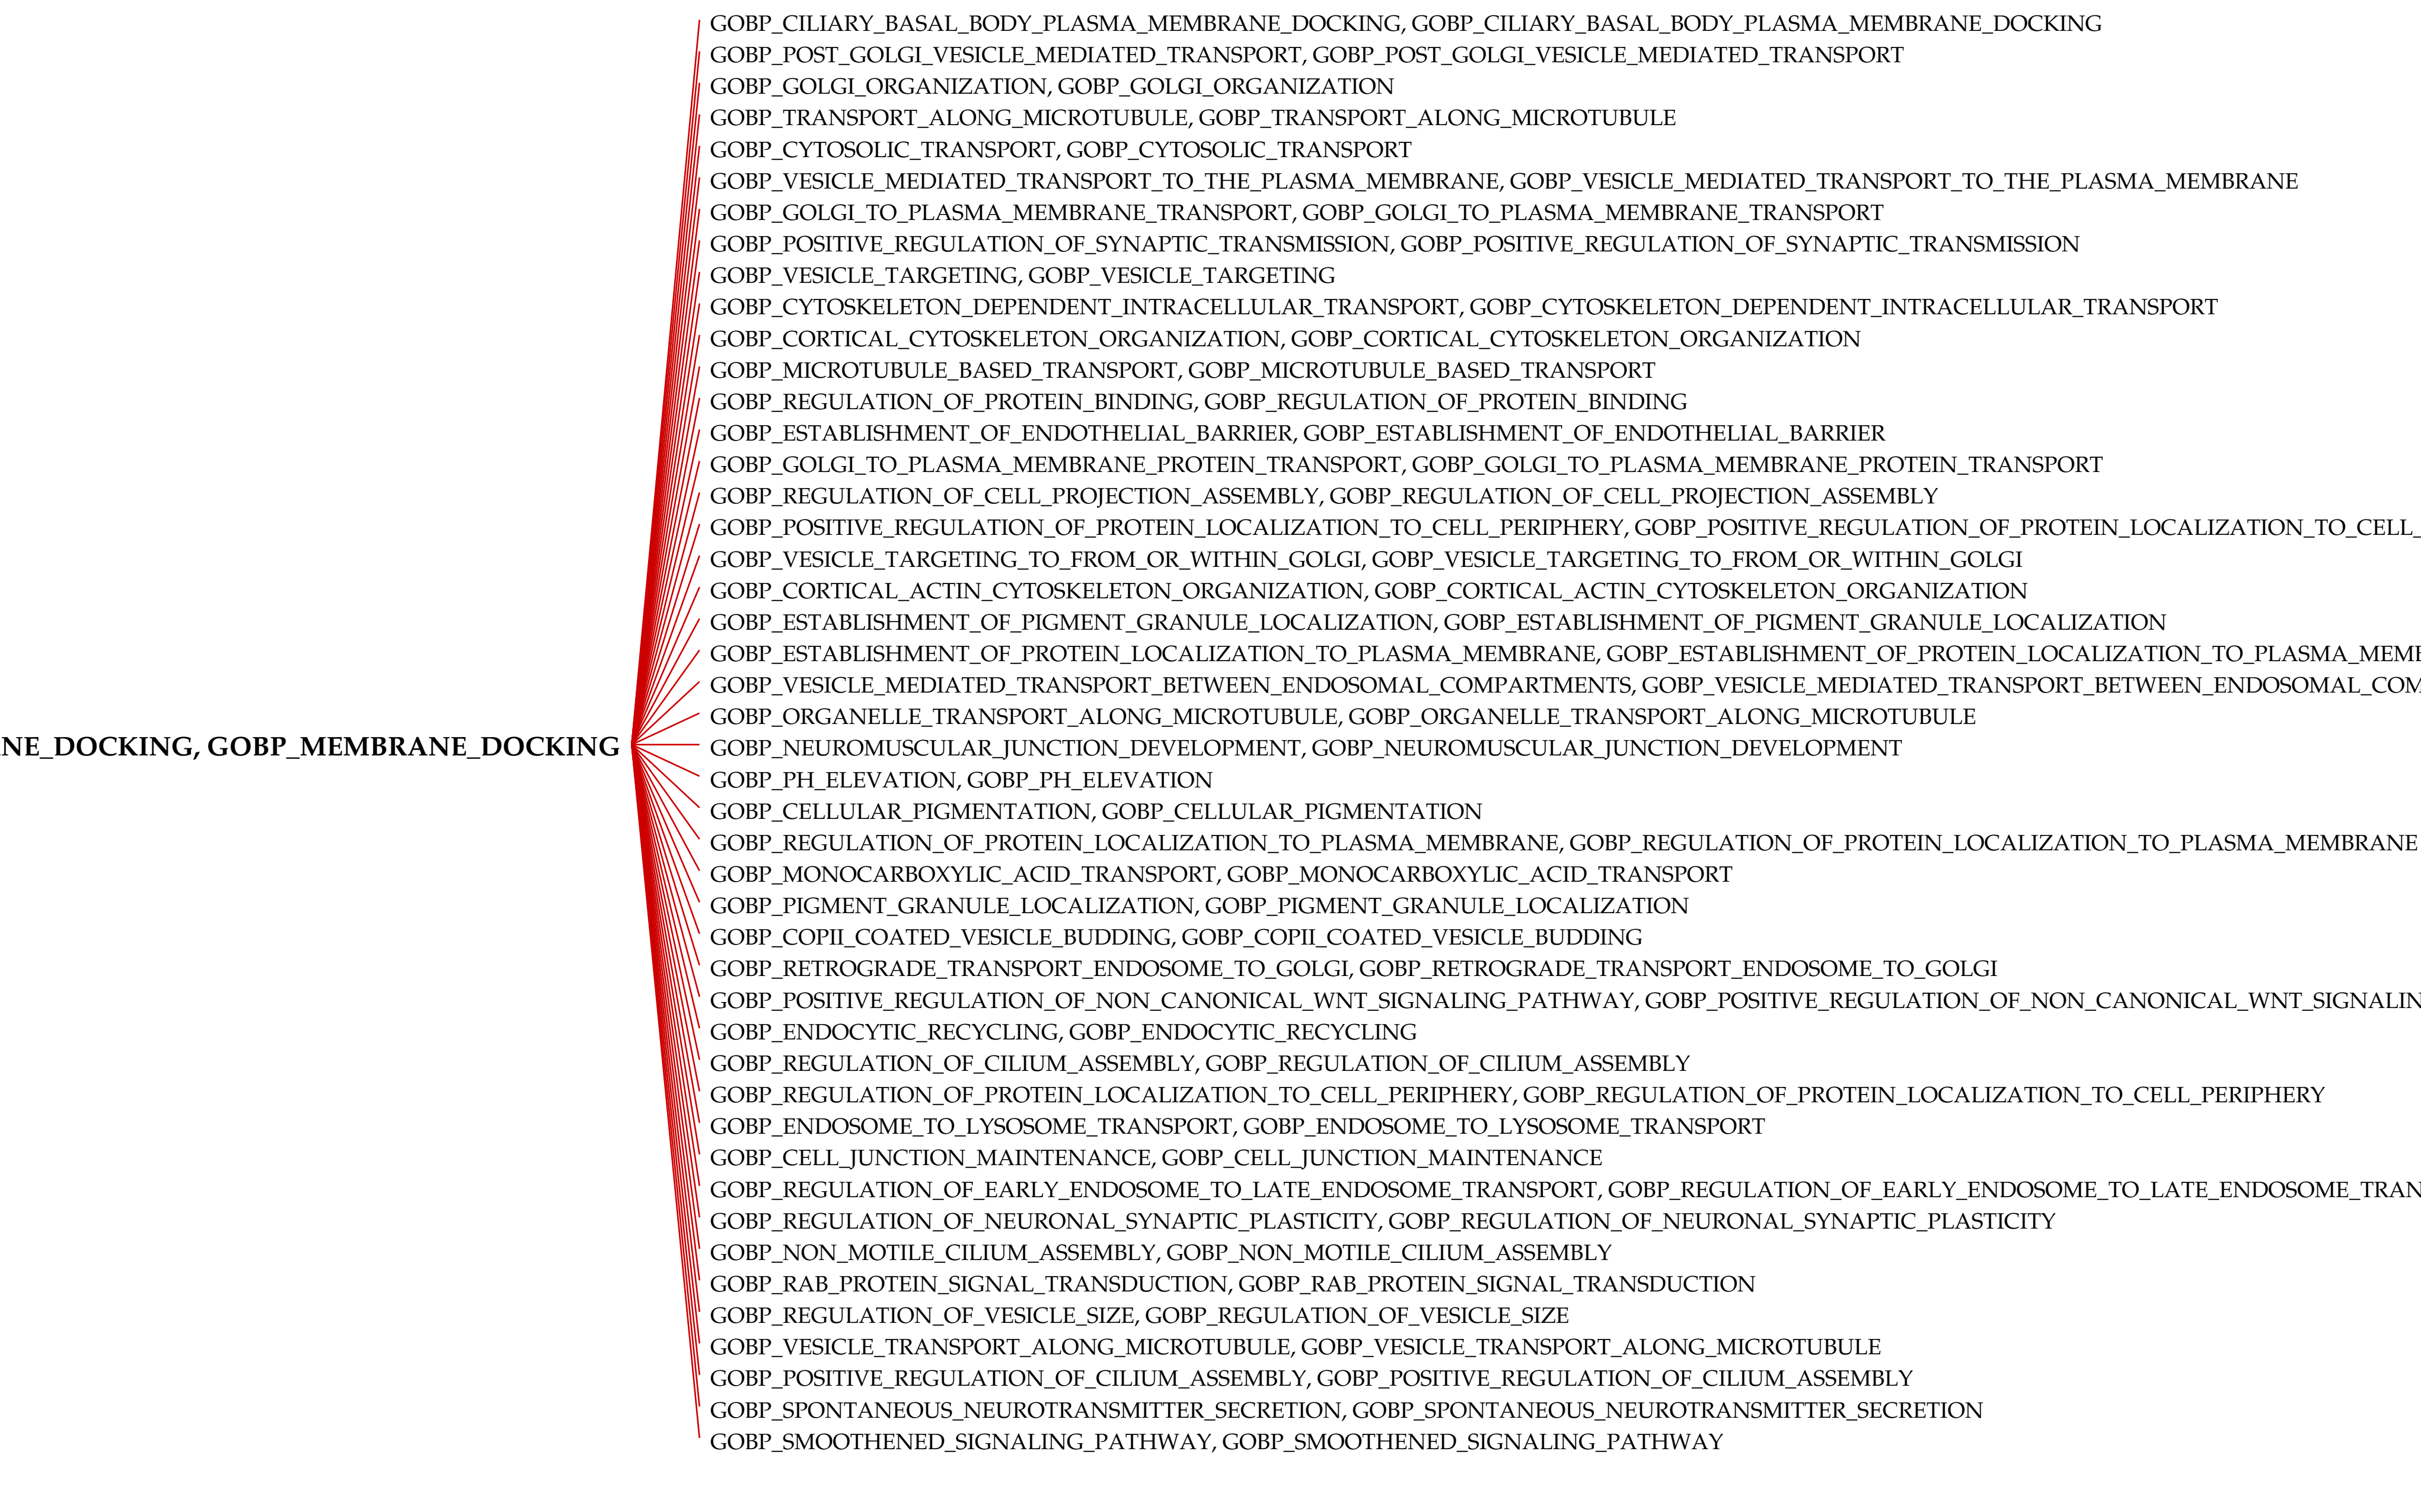 GOBP_CILIARY_BASAL_BODY_PLASMA_MEMBRANE_DOCKING, GOBP_CILIARY_BASAL_BODY_PLASMA_MEMBRANE_DOCKING
GOBP_POST_GOLGI_VESICLE_MEDIATED_TRANSPORT, GOBP_POST_GOLGI_VESICLE_MEDIATED_TRANSPORT
GOBP_GOLGI_ORGANIZATION, GOBP_GOLGI_ORGANIZATION
GOBP_TRANSPORT_ALONG_MICROTUBULE, GOBP_TRANSPORT_ALONG_MICROTUBULE
GOBP_CYTOSOLIC_TRANSPORT, GOBP_CYTOSOLIC_TRANSPORT
GOBP_VESICLE_MEDIATED_TRANSPORT_TO_THE_PLASMA_MEMBRANE, GOBP_VESICLE_MEDIATED_TRANSPORT_TO_THE_PLASMA_MEMBRANE
GOBP_GOLGI_TO_PLASMA_MEMBRANE_TRANSPORT, GOBP_GOLGI_TO_PLASMA_MEMBRANE_TRANSPORT
GOBP_POSITIVE_REGULATION_OF_SYNAPTIC_TRANSMISSION, GOBP_POSITIVE_REGULATION_OF_SYNAPTIC_TRANSMISSION
GOBP_VESICLE_TARGETING, GOBP_VESICLE_TARGETING
GOBP_CYTOSKELETON_DEPENDENT_INTRACELLULAR_TRANSPORT, GOBP_CYTOSKELETON_DEPENDENT_INTRACELLULAR_TRANSPORT
GOBP_CORTICAL_CYTOSKELETON_ORGANIZATION, GOBP_CORTICAL_CYTOSKELETON_ORGANIZATION
GOBP_MICROTUBULE_BASED_TRANSPORT, GOBP_MICROTUBULE_BASED_TRANSPORT
GOBP_REGULATION_OF_PROTEIN_BINDING, GOBP_REGULATION_OF_PROTEIN_BINDING
GOBP_ESTABLISHMENT_OF_ENDOTHELIAL_BARRIER, GOBP_ESTABLISHMENT_OF_ENDOTHELIAL_BARRIER
GOBP_GOLGI_TO_PLASMA_MEMBRANE_PROTEIN_TRANSPORT, GOBP_GOLGI_TO_PLASMA_MEMBRANE_PROTEIN_TRANSPORT
GOBP_REGULATION_OF_CELL_PROJECTION_ASSEMBLY, GOBP_REGULATION_OF_CELL_PROJECTION_ASSEMBLY
GOBP_POSITIVE_REGULATION_OF_PROTEIN_LOCALIZATION_TO_CELL_PERIPHERY, GOBP_POSITIVE_REGULATION_OF_PROTEIN_LOCALIZATION_TO_CELL_
GOBP_VESICLE_TARGETING_TO_FROM_OR_WITHIN_GOLGI, GOBP_VESICLE_TARGETING_TO_FROM_OR_WITHIN_GOLGI
GOBP_CORTICAL_ACTIN_CYTOSKELETON_ORGANIZATION, GOBP_CORTICAL_ACTIN_CYTOSKELETON_ORGANIZATION
GOBP_ESTABLISHMENT_OF_PIGMENT_GRANULE_LOCALIZATION, GOBP_ESTABLISHMENT_OF_PIGMENT_GRANULE_LOCALIZATION
GOBP_ESTABLISHMENT_OF_PROTEIN_LOCALIZATION_TO_PLASMA_MEMBRANE, GOBP_ESTABLISHMENT_OF_PROTEIN_LOCALIZATION_TO_PLASMA_MEME
GOBP_VESICLE_MEDIATED_TRANSPORT_BETWEEN_ENDOSOMAL_COMPARTMENTS, GOBP_VESICLE_MEDIATED_TRANSPORT_BETWEEN_ENDOSOMAL_COM
GOBP_ORGANELLE_TRANSPORT_ALONG_MICROTUBULE, GOBP_ORGANELLE_TRANSPORT_ALONG_MICROTUBULE
NE_DOCKING, GOBP_MEMBRANE_DOCKING
GOBP_NEUROMUSCULAR_JUNCTION_DEVELOPMENT, GOBP_NEUROMUSCULAR_JUNCTION_DEVELOPMENT
GOBP_PH_ELEVATION, GOBP_PH_ELEVATION
GOBP_CELLULAR_PIGMENTATION, GOBP_CELLULAR_PIGMENTATION
GOBP_REGULATION_OF_PROTEIN_LOCALIZATION_TO_PLASMA_MEMBRANE, GOBP_REGULATION_OF_PROTEIN_LOCALIZATION_TO_PLASMA_MEMBRANE
GOBP_MONOCARBOXYLIC_ACID_TRANSPORT, GOBP_MONOCARBOXYLIC_ACID_TRANSPORT
GOBP_PIGMENT_GRANULE_LOCALIZATION, GOBP_PIGMENT_GRANULE_LOCALIZATION
GOBP_COPII_COATED_VESICLE_BUDDING, GOBP_COPII_COATED_VESICLE_BUDDING
GOBP_RETROGRADE_TRANSPORT_ENDOSOME_TO_GOLGI, GOBP_RETROGRADE_TRANSPORT_ENDOSOME_TO_GOLGI
GOBP_POSITIVE_REGULATION_OF_NON_CANONICAL_WNT_SIGNALING_PATHWAY, GOBP_POSITIVE_REGULATION_OF_NON_CANONICAL_WNT_SIGNALIN
GOBP_ENDOCYTIC_RECYCLING, GOBP_ENDOCYTIC_RECYCLING
GOBP_REGULATION_OF_CILIUM_ASSEMBLY, GOBP_REGULATION_OF_CILIUM_ASSEMBLY
GOBP_REGULATION_OF_PROTEIN_LOCALIZATION_TO_CELL_PERIPHERY, GOBP_REGULATION_OF_PROTEIN_LOCALIZATION_TO_CELL_PERIPHERY
GOBP_ENDOSOME_TO_LYSOSOME_TRANSPORT, GOBP_ENDOSOME_TO_LYSOSOME_TRANSPORT
GOBP_CELL_JUNCTION_MAINTENANCE, GOBP_CELL_JUNCTION_MAINTENANCE
GOBP_REGULATION_OF_EARLY_ENDOSOME_TO_LATE_ENDOSOME_TRANSPORT, GOBP_REGULATION_OF_EARLY_ENDOSOME_TO_LATE_ENDOSOME_TRAN
GOBP_REGULATION_OF_NEURONAL_SYNAPTIC_PLASTICITY, GOBP_REGULATION_OF_NEURONAL_SYNAPTIC_PLASTICITY
GOBP_NON_MOTILE_CILIUM_ASSEMBLY, GOBP_NON_MOTILE_CILIUM_ASSEMBLY
GOBP_RAB_PROTEIN_SIGNAL_TRANSDUCTION, GOBP_RAB_PROTEIN_SIGNAL_TRANSDUCTION
GOBP_REGULATION_OF_VESICLE_SIZE, GOBP_REGULATION_OF_VESICLE_SIZE
GOBP_VESICLE_TRANSPORT_ALONG_MICROTUBULE, GOBP_VESICLE_TRANSPORT_ALONG_MICROTUBULE
GOBP_POSITIVE_REGULATION_OF_CILIUM_ASSEMBLY, GOBP_POSITIVE_REGULATION_OF_CILIUM_ASSEMBLY
GOBP_SPONTANEOUS_NEUROTRANSMITTER_SECRETION, GOBP_SPONTANEOUS_NEUROTRANSMITTER_SECRETION
GOBP_SMOOTHENED_SIGNALING_PATHWAY, GOBP_SMOOTHENED_SIGNALING_PATHWAY